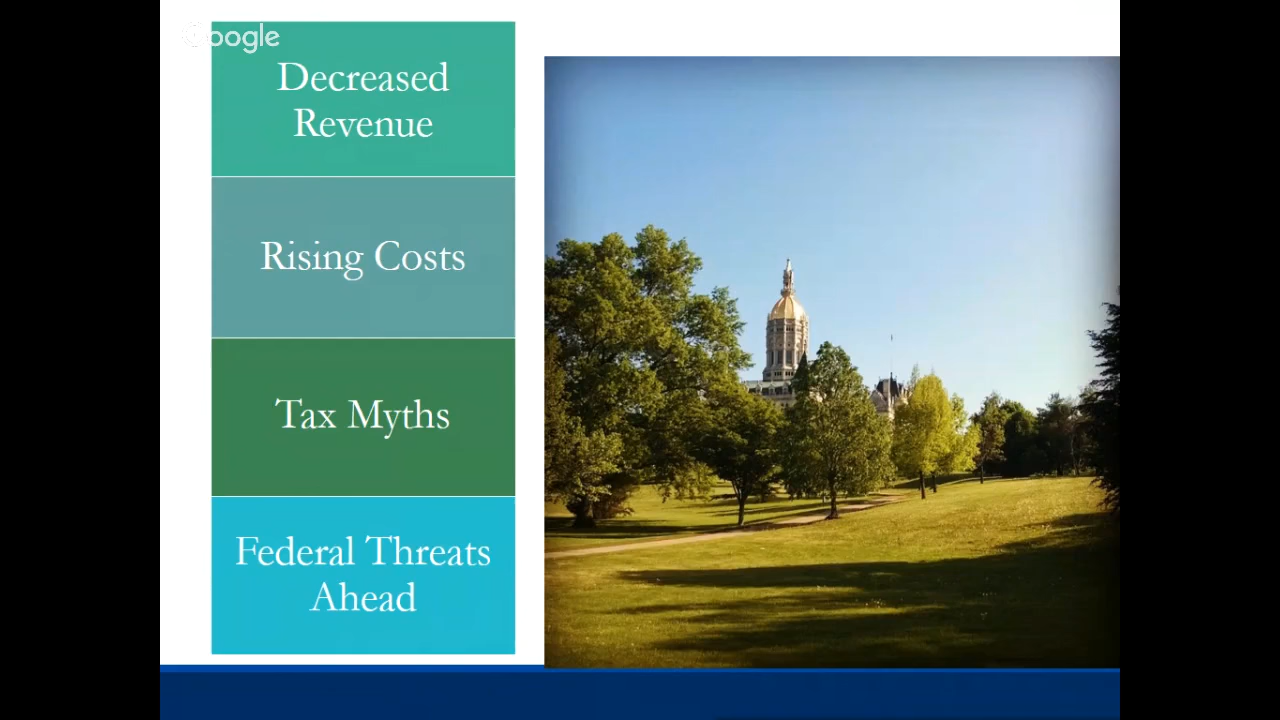 Google
Decreased
Revenue
Rising Costs
Tax Myths
Federal Threats
Ahead